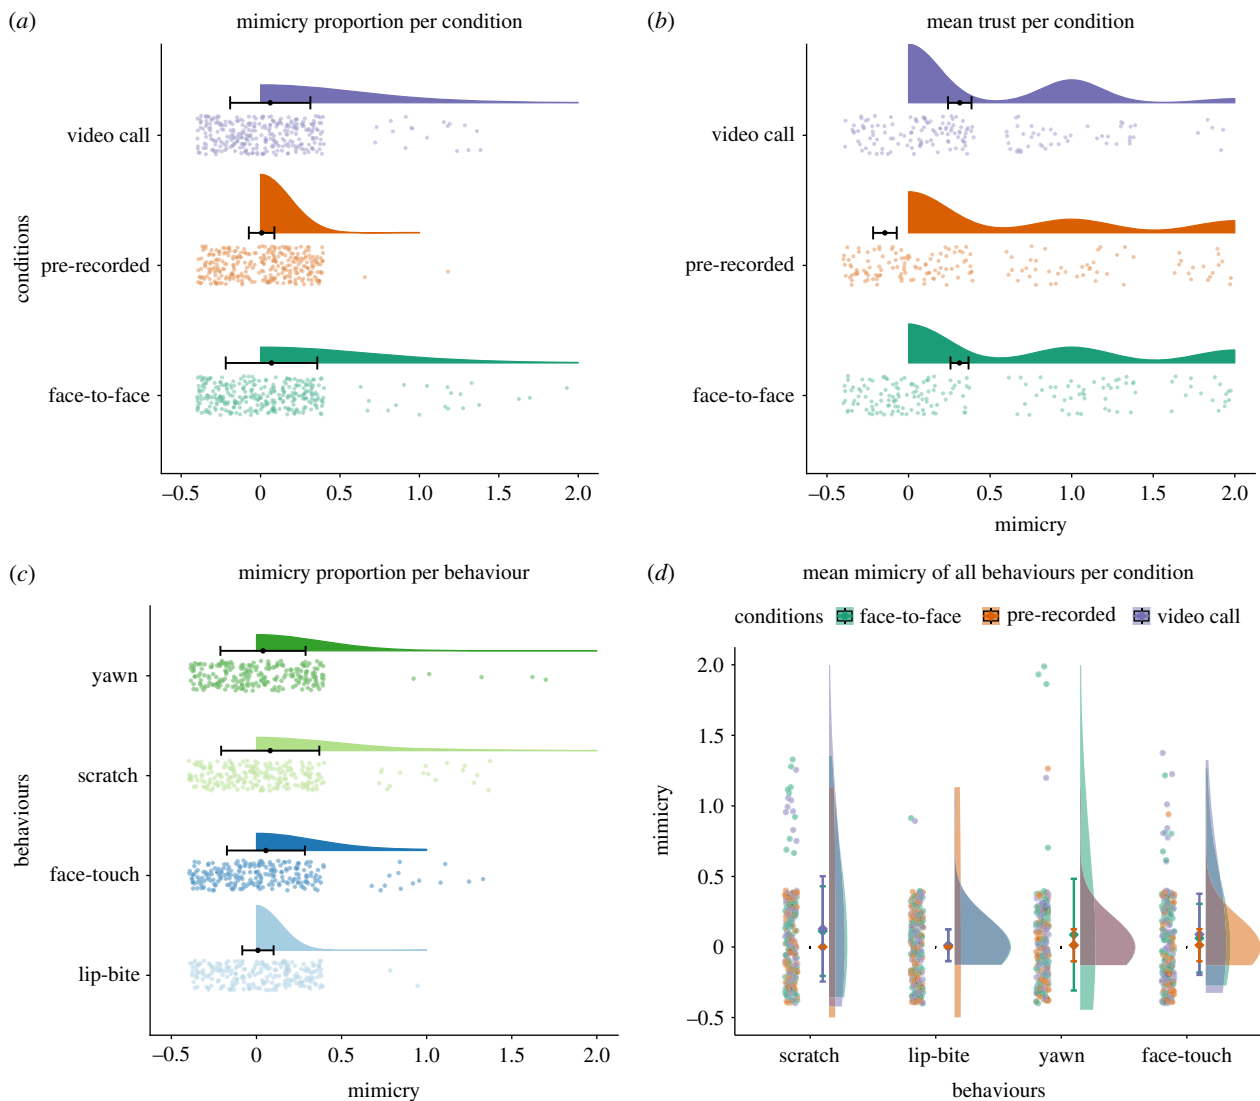 (a) mimicry proportion per condition
conditions
video call
pre-recorded
face-to-face
–0.5 0 0.5 1.0 1.5 2.0
(b) mean trust per condition
video call
pre-recorded
face-to-face
–0.5 0 0.5 1.0 1.5 2.0
mimicry
(c) mimicry proportion per behaviour
behaviours
yawn
scratch
face-touch
lip-bite
–0.5 0 0.5 1.0 1.5 2.0
mimicry
(d) mean mimicry of all behaviours per condition
conditions face-to-face pre-recorded video call
mimicry
2.0
1.5
1.0
0.5
0
–0.5
scratch lip-bite yawn face-touch
behaviours